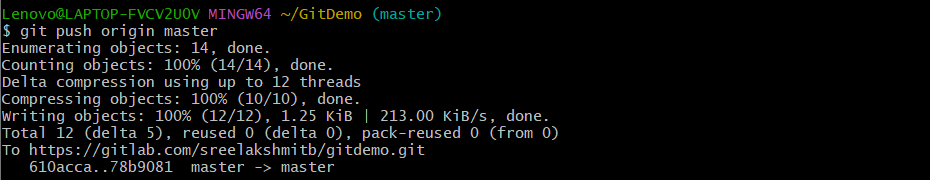 Lenovo@LAPTOP-FVCV2UOV MINGW64 ~/GitDemo (master)
$ git push origin master
Enumerating objects: 14, done.
Counting objects: 100% (14/14), done.
Delta compression using up to 12 threads
Compressing objects: 100% (10/10), done.
Writing objects: 100% (12/12), 1.25 KiB | 213.00 KiB/s, done.
Total 12 (delta 5), reused 0 (delta 0), pack-reused 0 (from 0)
To https://gitlab.com/sreelakshmitb/gitdemo.git
   610acca..78b9081  master -> master